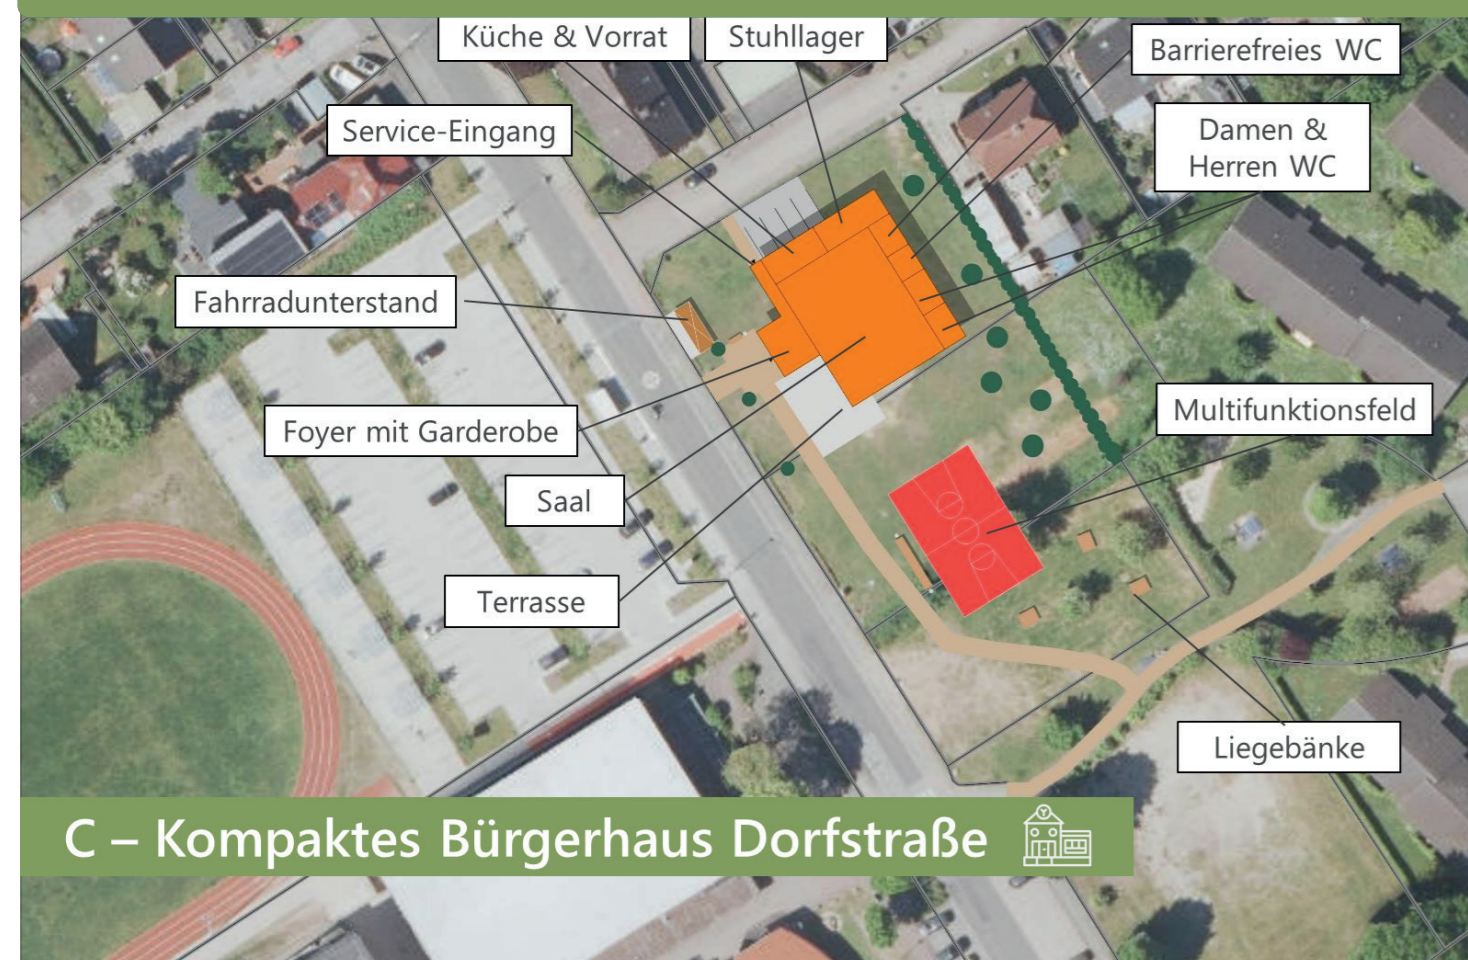 Küche & Vorrat
Stuhllager
Barrierefreies WC
Service-Eingang
Damen &
Herren WC
Fahrradunterstand
Multifunktionsfeld
Foyer mit Garderobe
Saal
Terrasse
Liegebänke
C – Kompaktes Bürgerhaus Dorfstraße